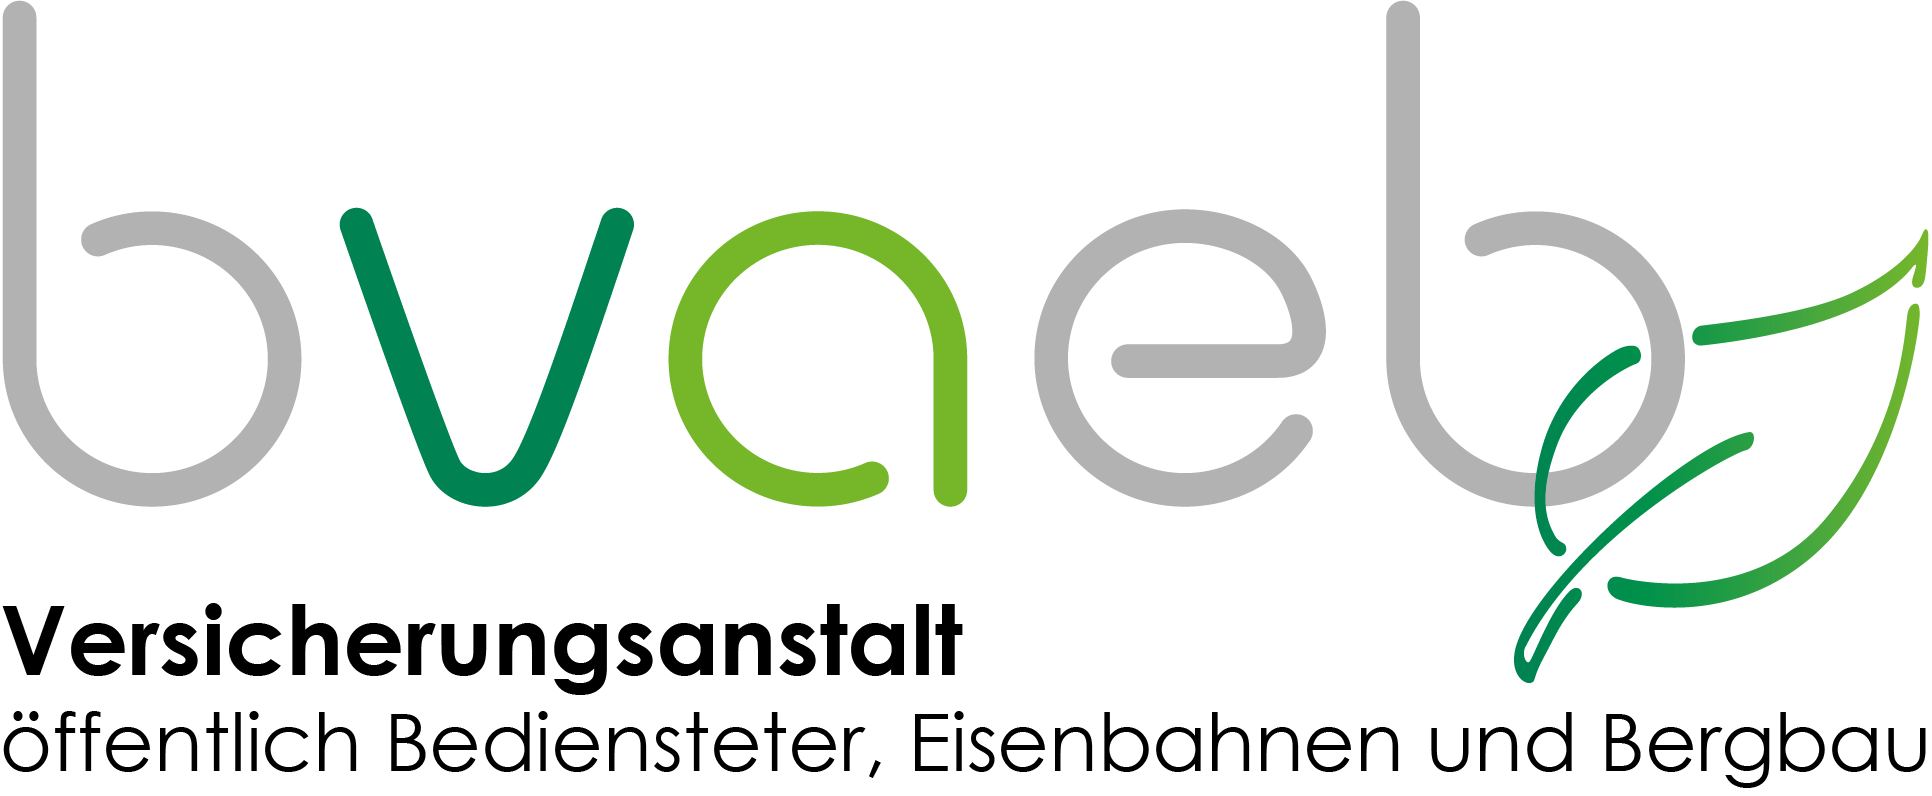 bvaeb
Versicherungsanstalt
öffentlich Bediensteter, Eisenbahnen und Bergbau